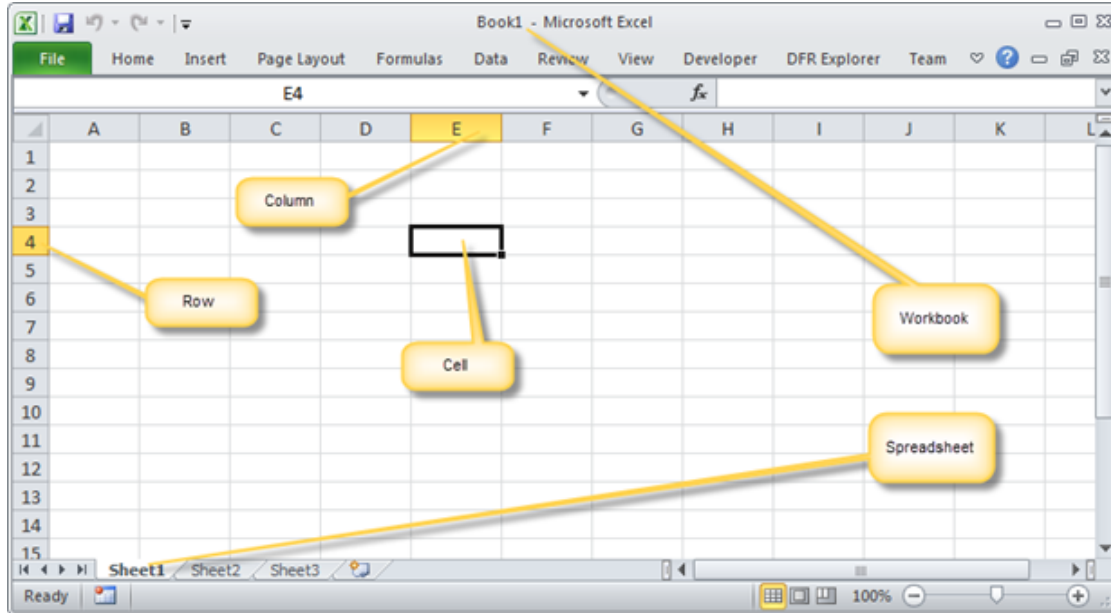 Book1 - Microsoft Excel
File Home Insert Page Layout Formulas Data Review View Developer DFR Explorer Team
E4 fx
A B C D E F G H I J K L
1
2
Column
3
4
5
6 Row
7 Workbook
8
Cell
9
10
11
Spreadsheet
12
13
14
15
Sheet1 Sheet2 Sheet3
Ready 100%